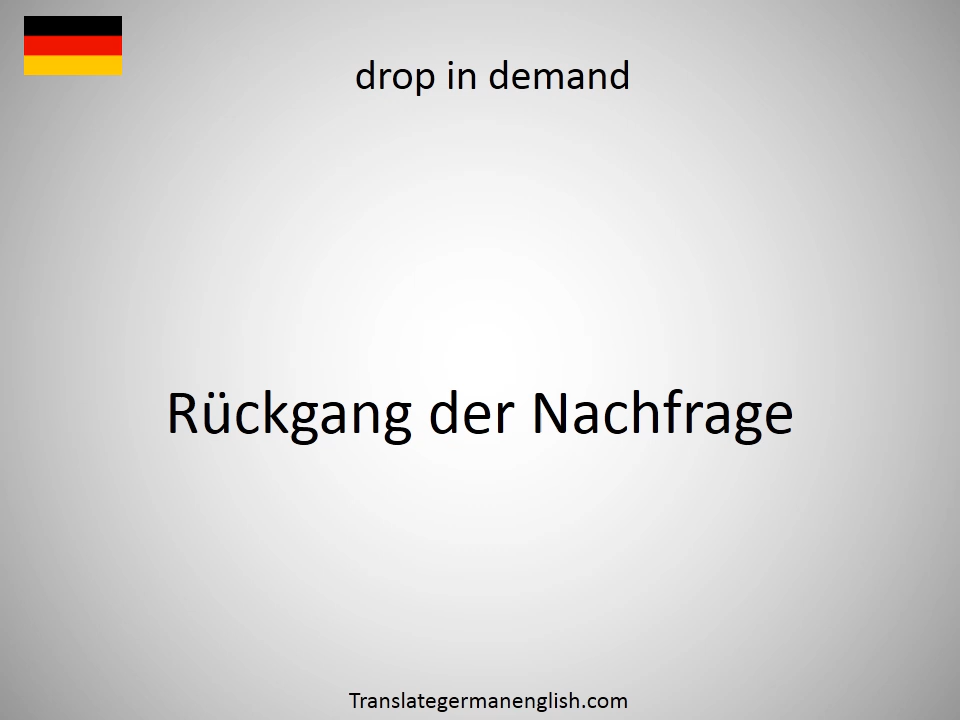 drop in demand
Rückgang der Nachfrage
Translategermanenglish.com